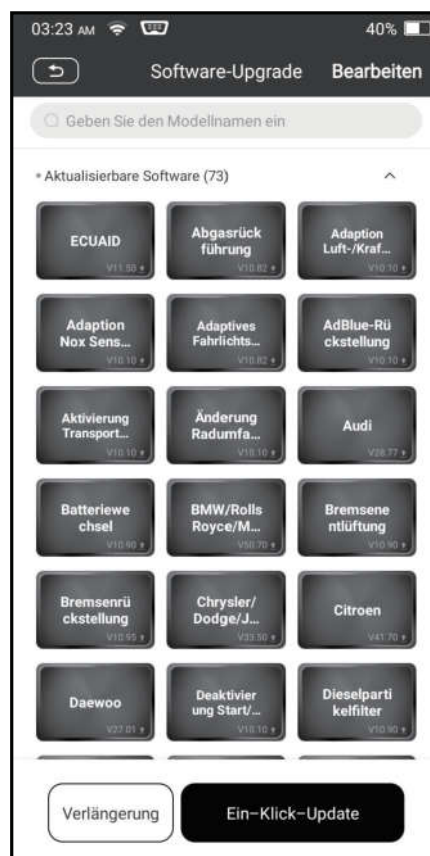 03:23 AM 40%
Software-Upgrade Bearbeiten
Geben Sie den Modellnamen ein
Aktualisierbare Software (73)
ECUAID
V11.50
Abgasrück
führung
V10.82
Adaption
Luft-/Kraf...
V10.10
Adaption
Nox Sens...
V10.10
Adaptives
Fahrlichts...
V10.82
AdBlue-Rü
ckstellung
V10.10
Aktivierung
Transport...
V10.10
Änderung
Radumfa...
V10.10
Audi
V28.77
Batteriewe
chsel
V10.90
BMW/Rolls
Royce/M...
V50.70
Bremsene
ntlüftung
V10.90
Bremsenrü
ckstellung
V10.95
Chrysler/
Dodge/J...
V33.50
Citroen
V41.70
Daewoo
V27.01
Deaktivier
ung Start/...
V10.10
Dieselparti
kelfilter
V10.90
Verlängerung
Ein-Klick-Update